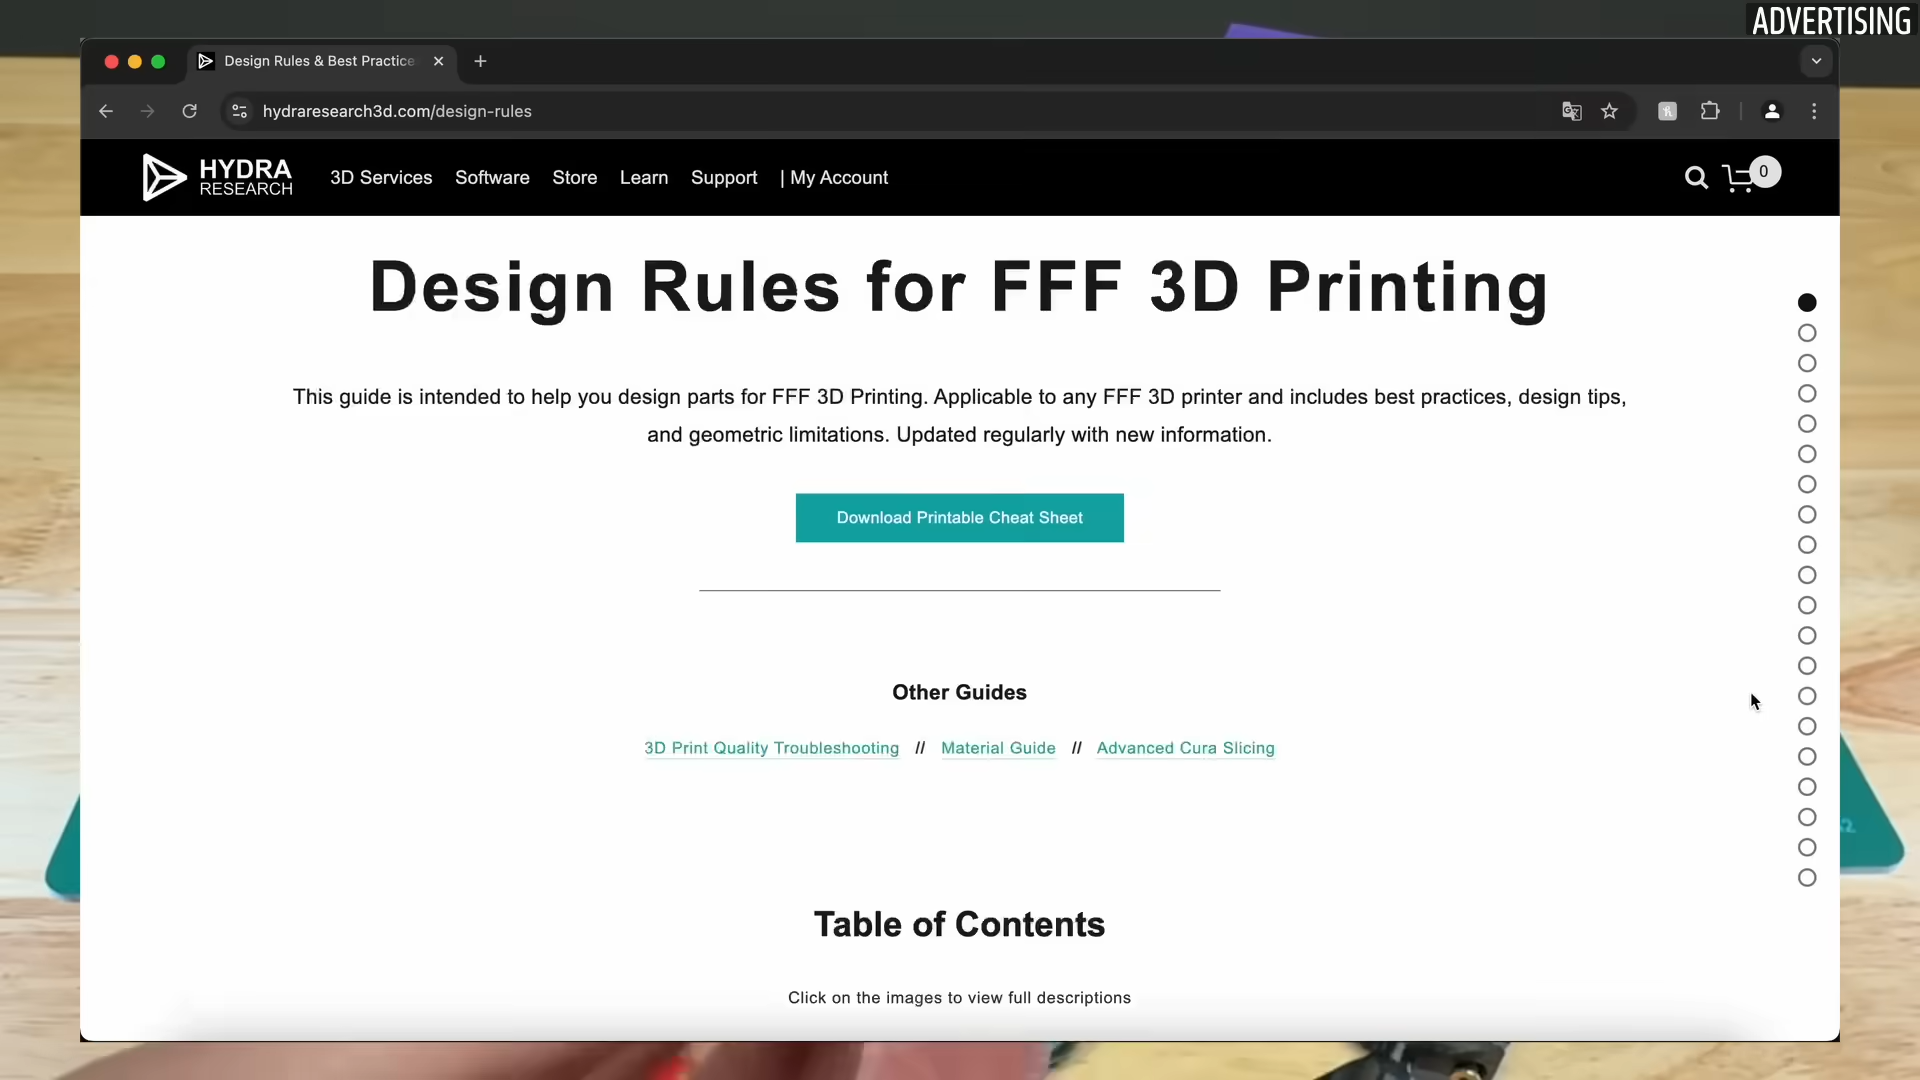 ADVERTISING
Design Rules & Best Practice
hydraresearch3d.com/design-rules
HYDRA
RESEARCH
3D Services Software Store Learn Support | My Account
0
Design Rules for FFF 3D Printing
This guide is intended to help you design parts for FFF 3D Printing. Applicable to any FFF 3D printer and includes best practices, design tips,
and geometric limitations. Updated regularly with new information.
Download Printable Cheat Sheet
Other Guides
3D Print Quality Troubleshooting // Material Guide // Advanced Cura Slicing
Table of Contents
Click on the images to view full descriptions